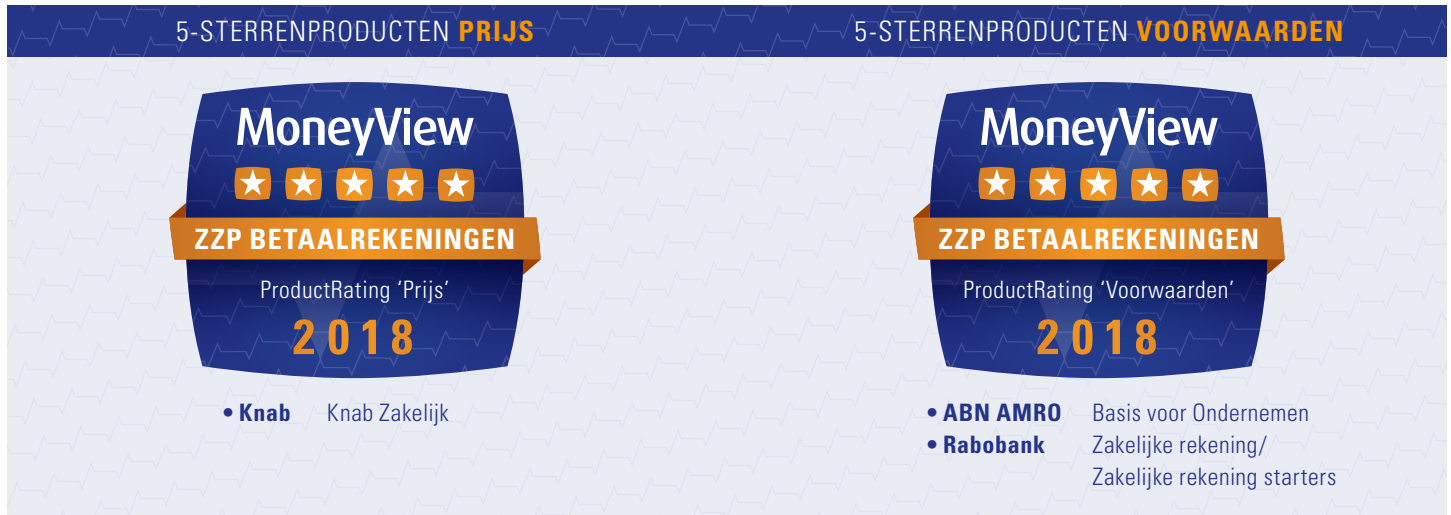 5-STERRENPRODUCTEN PRIJS
MoneyView
ZZP BETAALREKENINGEN
ProductRating ‘Prijs’
2018
• Knab Knab Zakelijk
5-STERRENPRODUCTEN VOORWAARDEN
MoneyView
ZZP BETAALREKENINGEN
ProductRating ‘Voorwaarden’
2018
• ABN AMRO Basis voor Ondernemen
• Rabobank Zakelijke rekening/
Zakelijke rekening starters